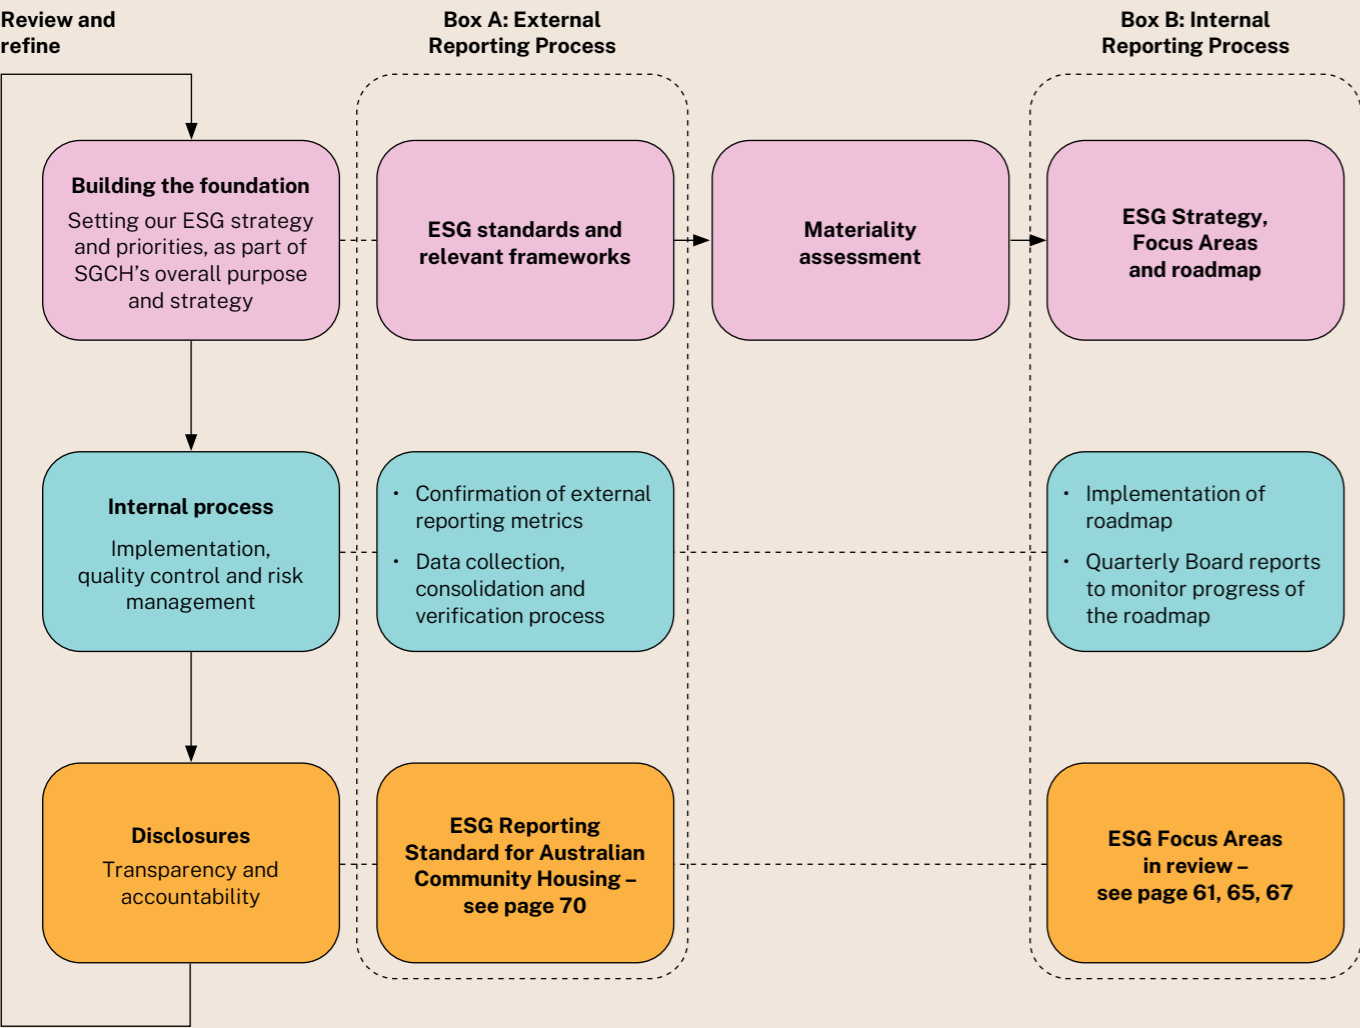 Review and
refine
Box A: External
Reporting Process
Box B: Internal
Reporting Process
Building the foundation
Setting our ESG strategy
and priorities, as part of
SGCH’s overall purpose
and strategy
ESG standards and
relevant frameworks
Materiality
assessment
ESG Strategy,
Focus Areas
and roadmap
Internal process
Implementation,
quality control and risk
management
• Confirmation of external
reporting metrics
• Data collection,
consolidation and
verification process
• Implementation of
roadmap
• Quarterly Board reports
to monitor progress of
the roadmap
Disclosures
Transparency and
accountability
ESG Reporting
Standard for Australian
Community Housing –
see page 70
ESG Focus Areas
in review –
see page 61, 65, 67